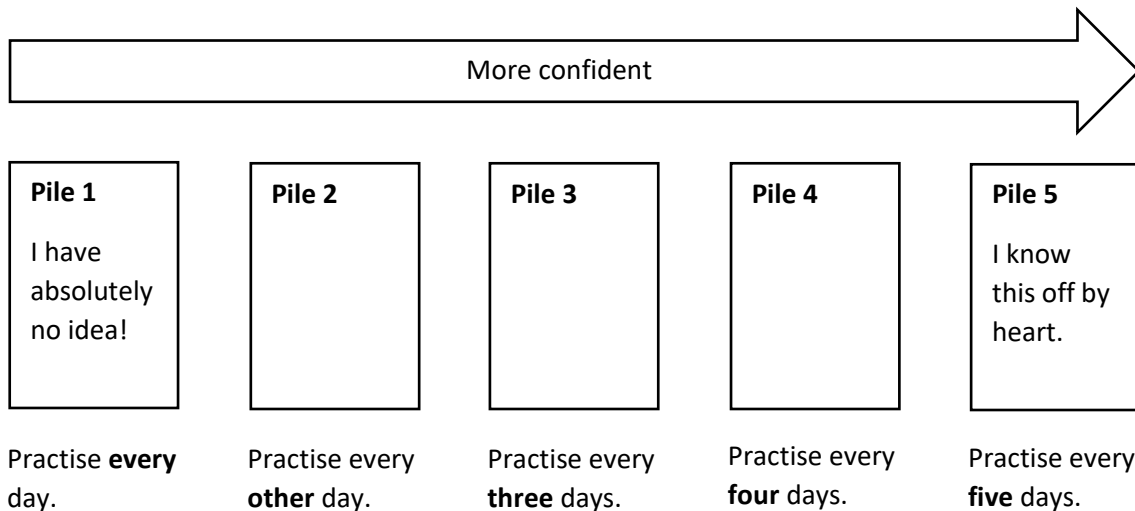 More confident
Pile 1
I have
absolutely
no idea!
Pile 2
Pile 3
Pile 4
Pile 5
I know
this off by
heart.
Practise every
day.
Practise every
other day.
Practise every
three days.
Practise every
four days.
Practise every
five days.